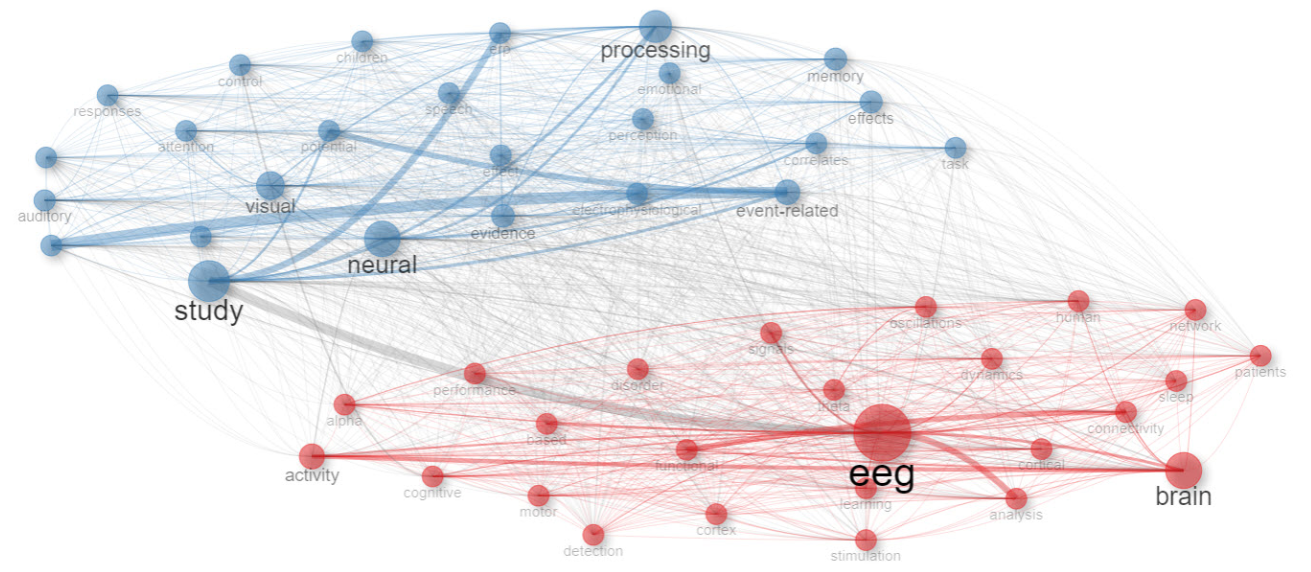 erp
processing
children
control
memory
emotional
responses
speech
effects
perception
attention
potential
correlates
task
effect
visual
auditory
electrophysiological
event-related
evidence
neural
study
oscillations
human
network
signals
dynamics
patients
performance
disorder
sleep
theta
alpha
connectivity
based
functional
cortical
activity
eeg
brain
cognitive
learning
motor
analysis
cortex
detection
stimulation